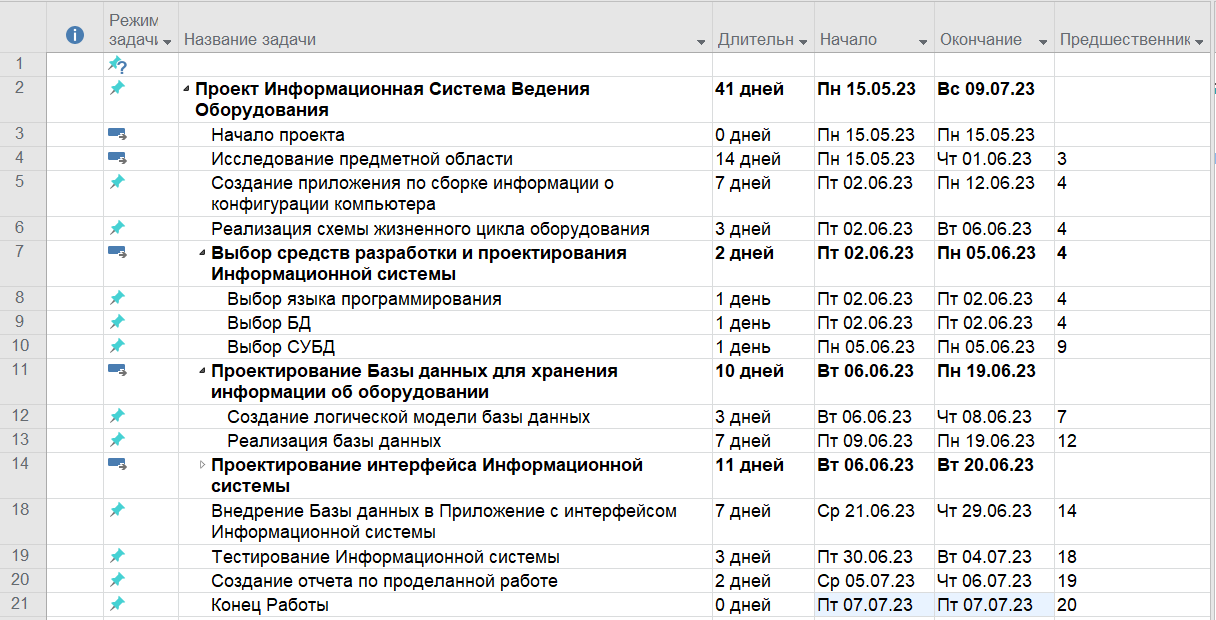 Режим
задачи Название задачи Длительн Начало Окончание Предшественник
1
2 Проект Информационная Система Ведения 41 дней Пн 15.05.23 Вс 09.07.23
Оборудования
3 Начало проекта 0 дней Пн 15.05.23 Пн 15.05.23
4 Исследование предметной области 14 дней Пн 15.05.23 Чт 01.06.23 3
5 Создание приложения по сборке информации о 7 дней Пт 02.06.23 Пн 12.06.23 4
конфигурации компьютера
6 Реализация схемы жизненного цикла оборудования 3 дней Пт 02.06.23 Вт 06.06.23 4
7 Выбор средств разработки и проектирования 2 дней Пт 02.06.23 Пн 05.06.23 4
Информационной системы
8 Выбор языка программирования 1 день Пт 02.06.23 Пт 02.06.23 4
9 Выбор БД 1 день Пт 02.06.23 Пт 02.06.23 4
10 Выбор СУБД 1 день Пн 05.06.23 Пн 05.06.23 9
11 Проектирование Базы данных для хранения 10 дней Вт 06.06.23 Пн 19.06.23
информации об оборудовании
12 Создание логической модели базы данных 3 дней Вт 06.06.23 Чт 08.06.23 7
13 Реализация базы данных 7 дней Пт 09.06.23 Пн 19.06.23 12
14 Проектирование интерфейса Информационной 11 дней Вт 06.06.23 Вт 20.06.23
системы
18 Внедрение Базы данных в Приложение с интерфейсом 7 дней Ср 21.06.23 Чт 29.06.23 14
Информационной системы
19 Тестирование Информационной системы 3 дней Пт 30.06.23 Вт 04.07.23 18
20 Создание отчета по проделанной работе 2 дней Ср 05.07.23 Чт 06.07.23 19
21 Конец Работы 0 дней Пт 07.07.23 Пт 07.07.23 20